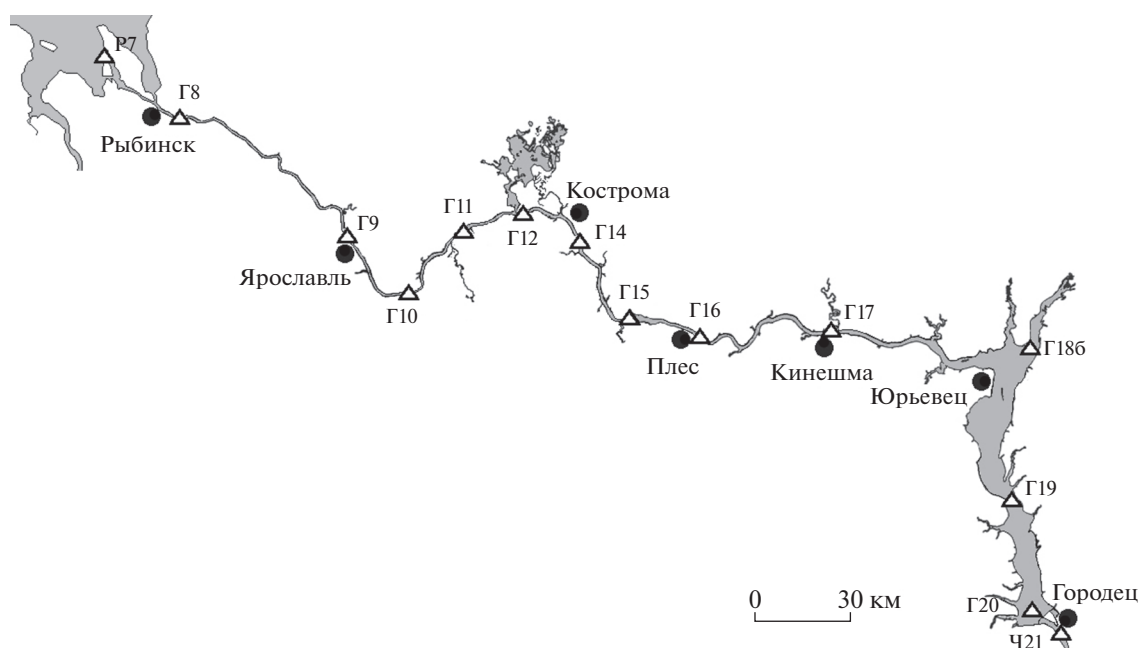 Р7
Г8
Рыбинск
Кострома
Г11
Г9
Г12
Г14
Ярославль
Г10
Г15
Г16
Г17
Г18б
Плес
Кинешма
Юрьевец
Г19
0 30 км
Г20
Городец
Ч21